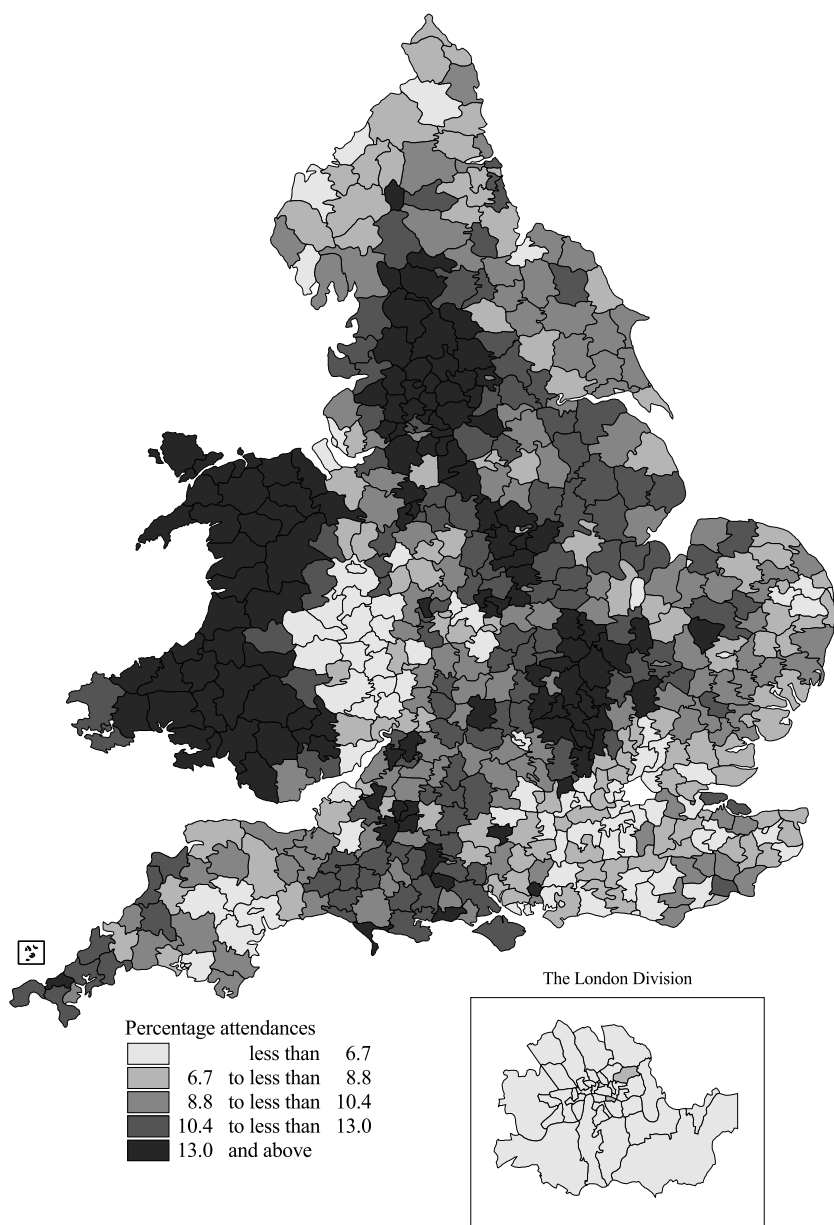 The London Division
Percentage attendances
less than 6.7
6.7 to less than 8.8
8.8 to less than 10.4
10.4 to less than 13.0
13.0 and above